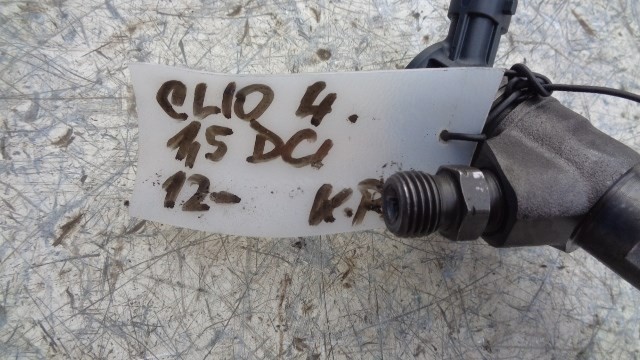 CLIO 4.
1,5 DCI
12- K.R